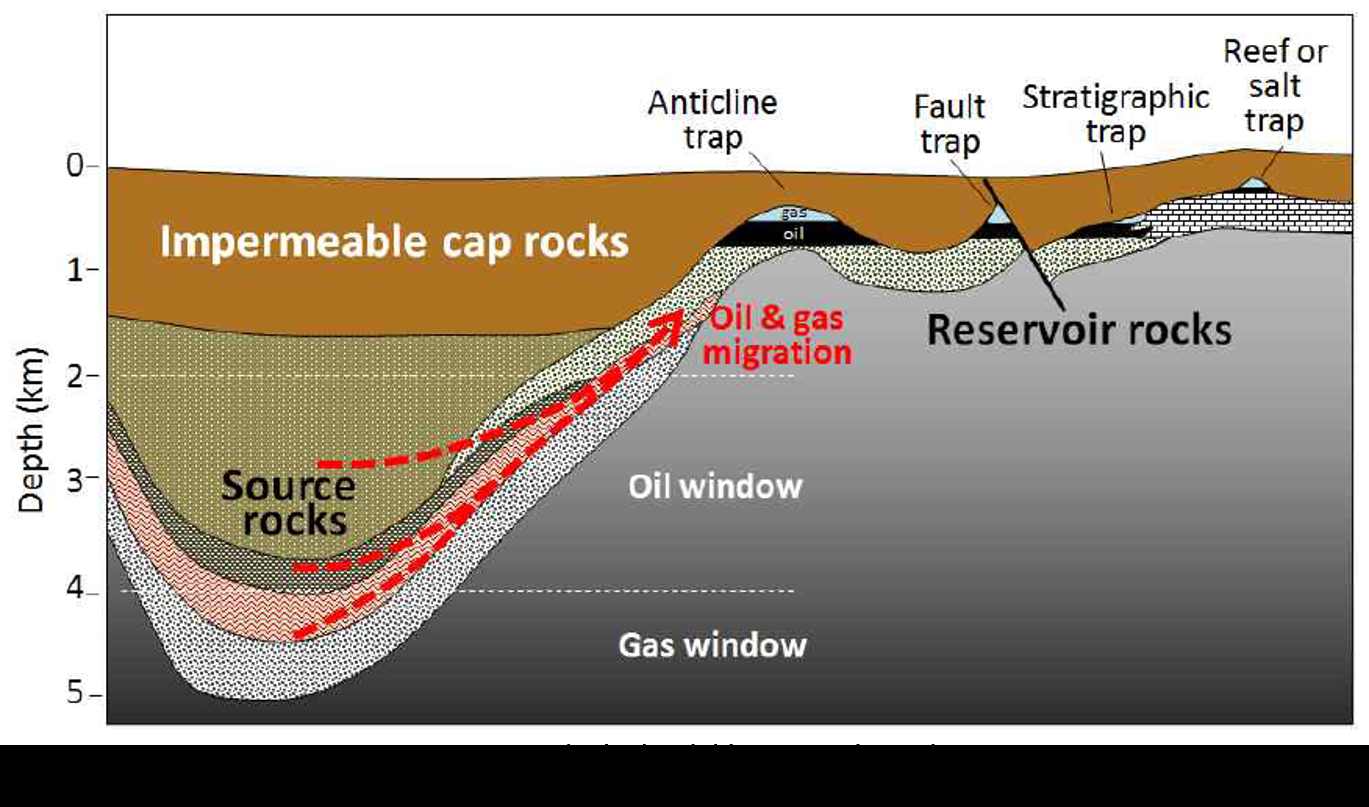 Reef or
salt
trap
Anticline
trap
Fault
trap
Stratigraphic
trap
0
gas
oil
Impermeable cap rocks
1
Oil & gas
migration
Reservoir rocks
Depth (km)
2
3
Source
rocks
Oil window
4
Gas window
5